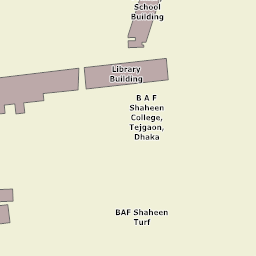 School
Building
Library
Building
B A F
Shaheen
College,
Tejgaon,
Dhaka
BAF Shaheen
Turf